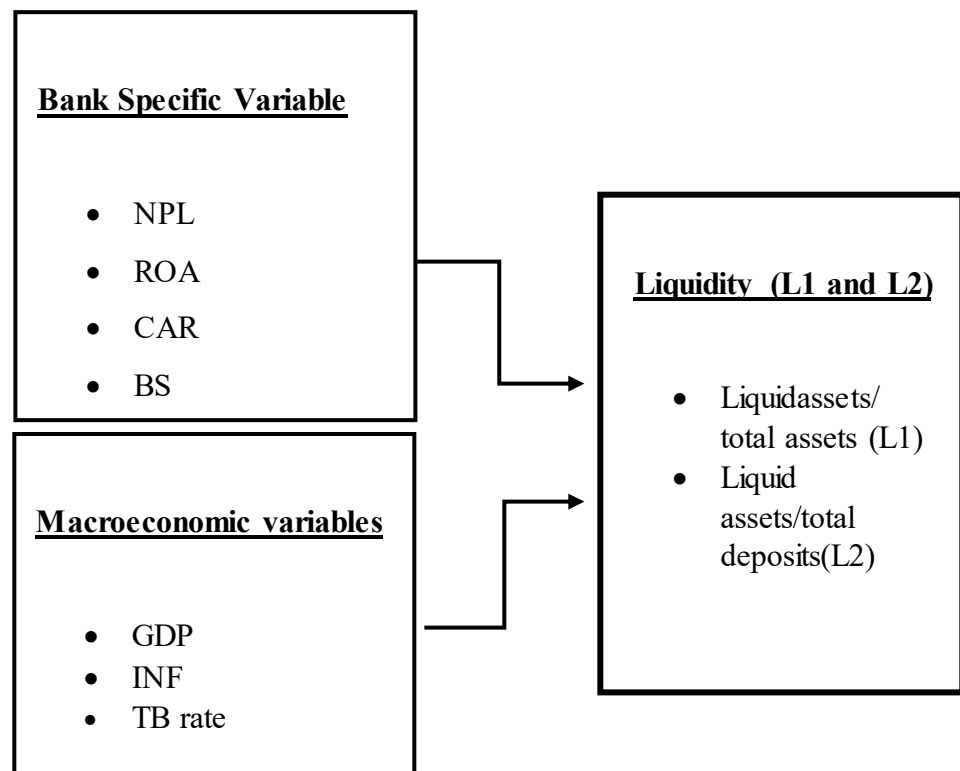 Bank Specific Variable
• NPL
• ROA
• CAR
• BS
Macroeconomic variables
• GDP
• INF
• TB rate
Liquidity (L1 and L2)
• Liquidassets/
total assets (L1)
• Liquid
assets/total
deposits(L2)